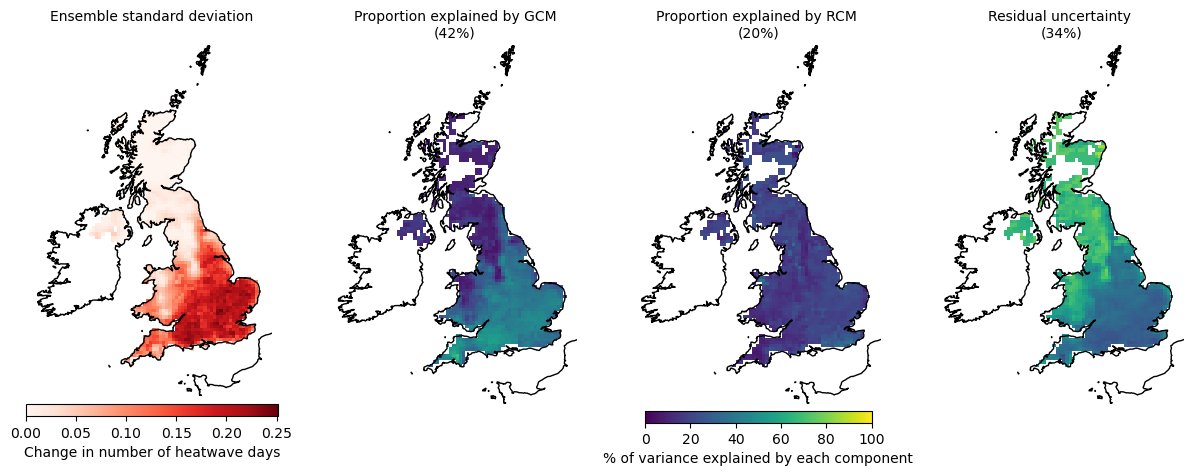 Ensemble standard deviation
Proportion explained by GCM
(42%)
Proportion explained by RCM
(20%)
Residual uncertainty
(34%)
0.00 0.05 0.10 0.15 0.20 0.25
Change in number of heatwave days
0 20 40 60 80 100
% of variance explained by each component